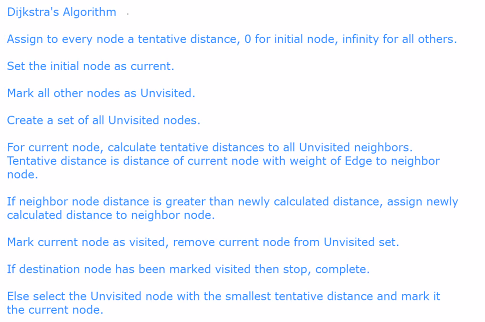 Dijkstra's Algorithm
Assign to every node a tentative distance, 0 for initial node, infinity for all others.
Set the initial node as current.
Mark all other nodes as Unvisited.
Create a set of all Unvisited nodes.
For current node, calculate tentative distances to all Unvisited neighbors.
Tentative distance is distance of current node with weight of Edge to neighbor
node.
If neighbor node distance is greater than newly calculated distance, assign newly
calculated distance to neighbor node.
Mark current node as visited, remove current node from Unvisited set.
If destination node has been marked visited then stop, complete.
Else select the Unvisited node with the smallest tentative distance and mark it
the current node.